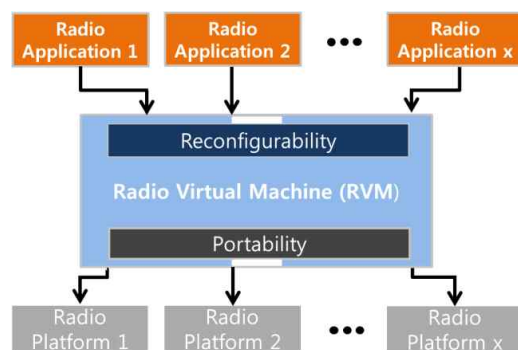 Radio Application 1
Radio Application 2
•••
Radio Application x
Reconfigurability
Radio Virtual Machine (RVM)
Portability
Radio Platform 1
Radio Platform 2
•••
Radio Platform x